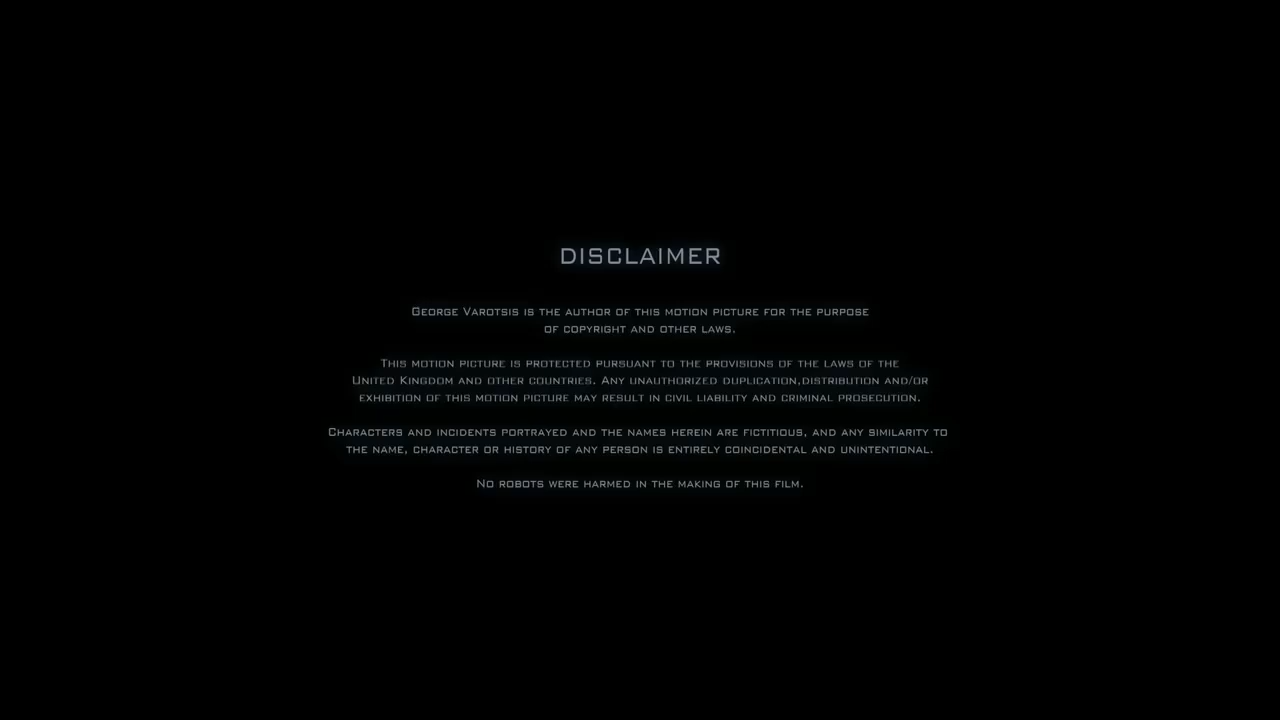 DISCLAIMER
George Varotsis is the author of this motion picture for the purpose
of copyright and other laws.
This motion picture is protected pursuant to the provisions of the laws of the
United Kingdom and other countries. Any unauthorized duplication,distribution and/or
exhibition of this motion picture may result in civil liability and criminal prosecution.
Characters and incidents portrayed and the names herein are fictitious, and any similarity to
the name, character or history of any person is entirely coincidental and unintentional.
No robots were harmed in the making of this film.